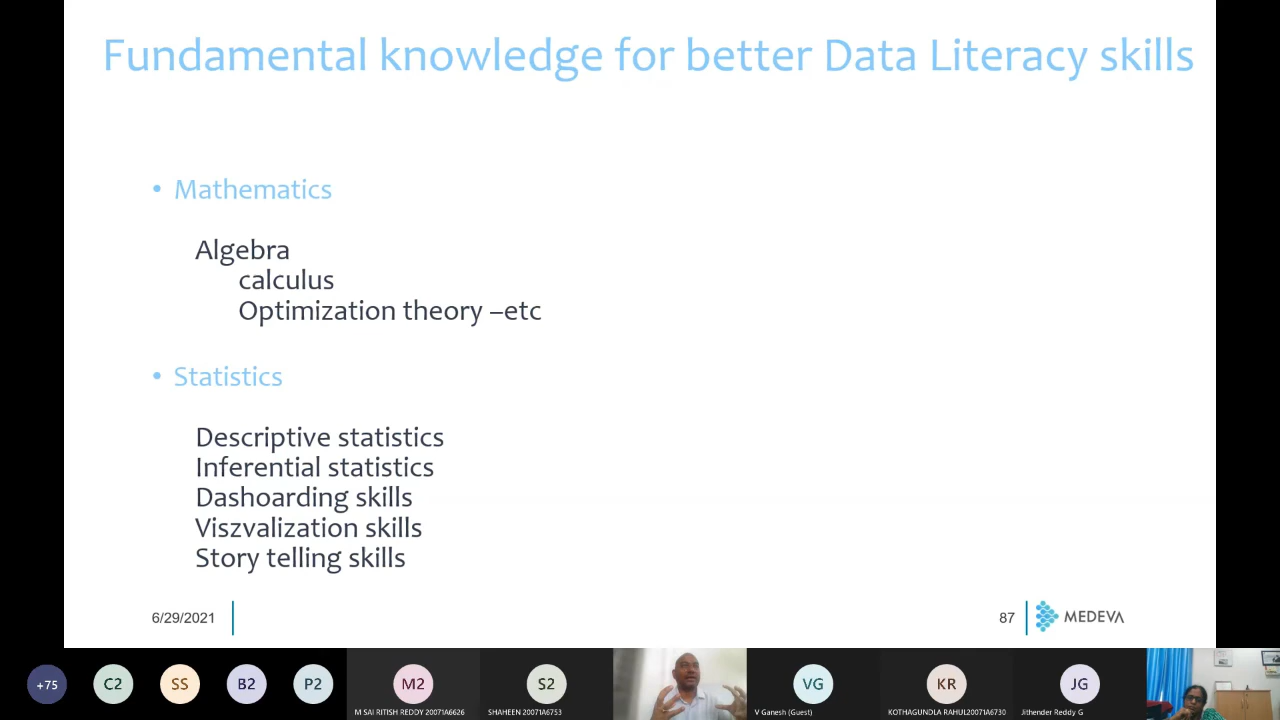 Fundamental knowledge for better Data Literacy skills
• Mathematics
Algebra
calculus
Optimization theory –etc
• Statistics
Descriptive statistics
Inferential statistics
Dashoarding skills
Viszvalization skills
Story telling skills
6/29/2021
87
MEDEVA
+75
C2
SS
B2
P2
M2
S2
VG
KR
JG
M SAI RITISH REDDY 20071A6626
SHAHEEN 20071A6753
V Ganesh (Guest)
KOTHAGUNDLA RAHUL20071A6730
Jithender Reddy G